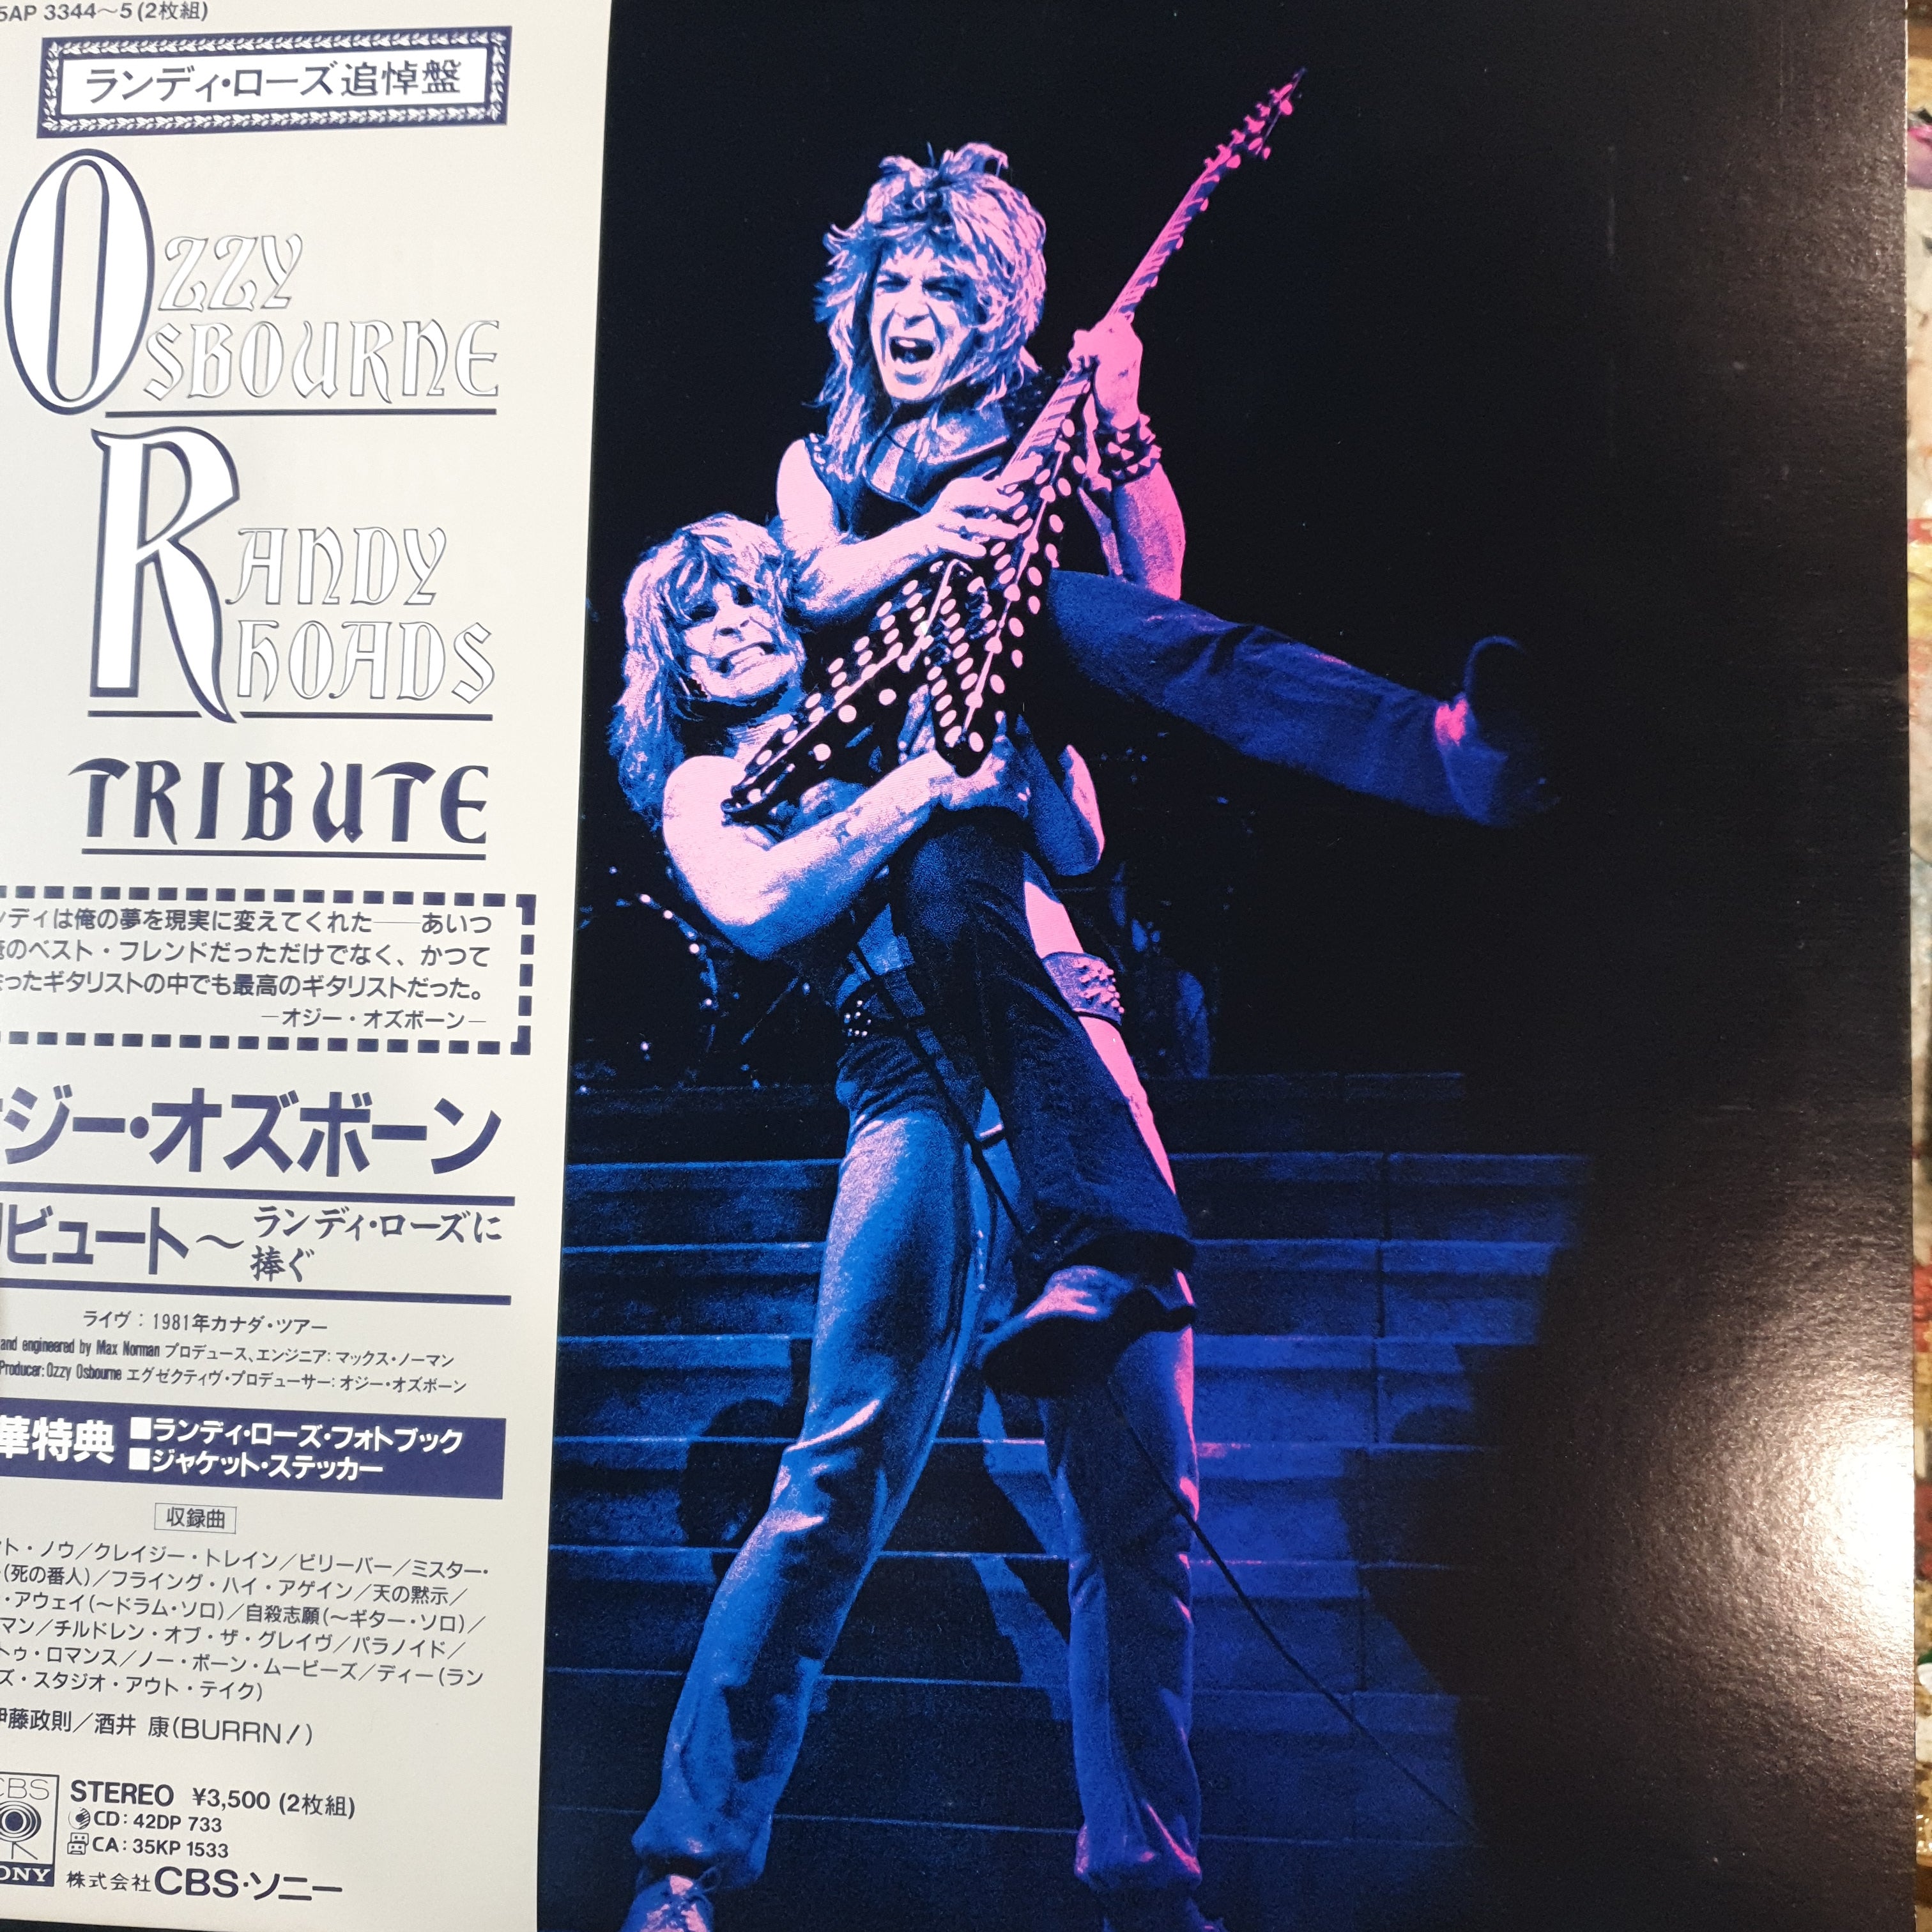 5AP 3344〜5 (2枚組)
ランディ・ローズ追悼盤
OZZY
OSBOURNE
RANDY
RHOADS
TRIBUTE
ンディは俺の夢を現実に変えてくれた──あいつ
俺のベスト・フレンドだっただけでなく、かつて
ったギタリストの中でも最高のギタリストだった。
─オジー・オズボーン─
オジー・オズボーン
リビュート〜ランディ・ローズに
捧ぐ
ライヴ：1981年カナダ・ツアー
and engineered by Max Norman プロデュース、エンジニア：マックス・ノーマン
Producer: Ozzy Osbourne エグゼクティヴ・プロデューサー：オジー・オズボーン
華特典 ■ランディ・ローズ・フォトブック
■ジャケット・ステッカー
収録曲
ト・ノウ／クレイジー・トレイン／ビリーバー／ミスター・
(死の番人)／フライング・ハイ・アゲイン／天の黙示／
・アウェイ(〜ドラム・ソロ)／自殺志願(〜ギター・ソロ)／
マン／チルドレン・オブ・ザ・グレイヴ／パラノイド／
トゥ・ロマンス／ノー・ボーン・ムービーズ／ディー(ラン
ズ・スタジオ・アウト・テイク)
伊藤政則／酒井 康(BURRN!)
CBS
SONY
STEREO ¥3,500 (2枚組)
CD: 42DP 733
CA: 35KP 1533
株式会社CBS・ソニー